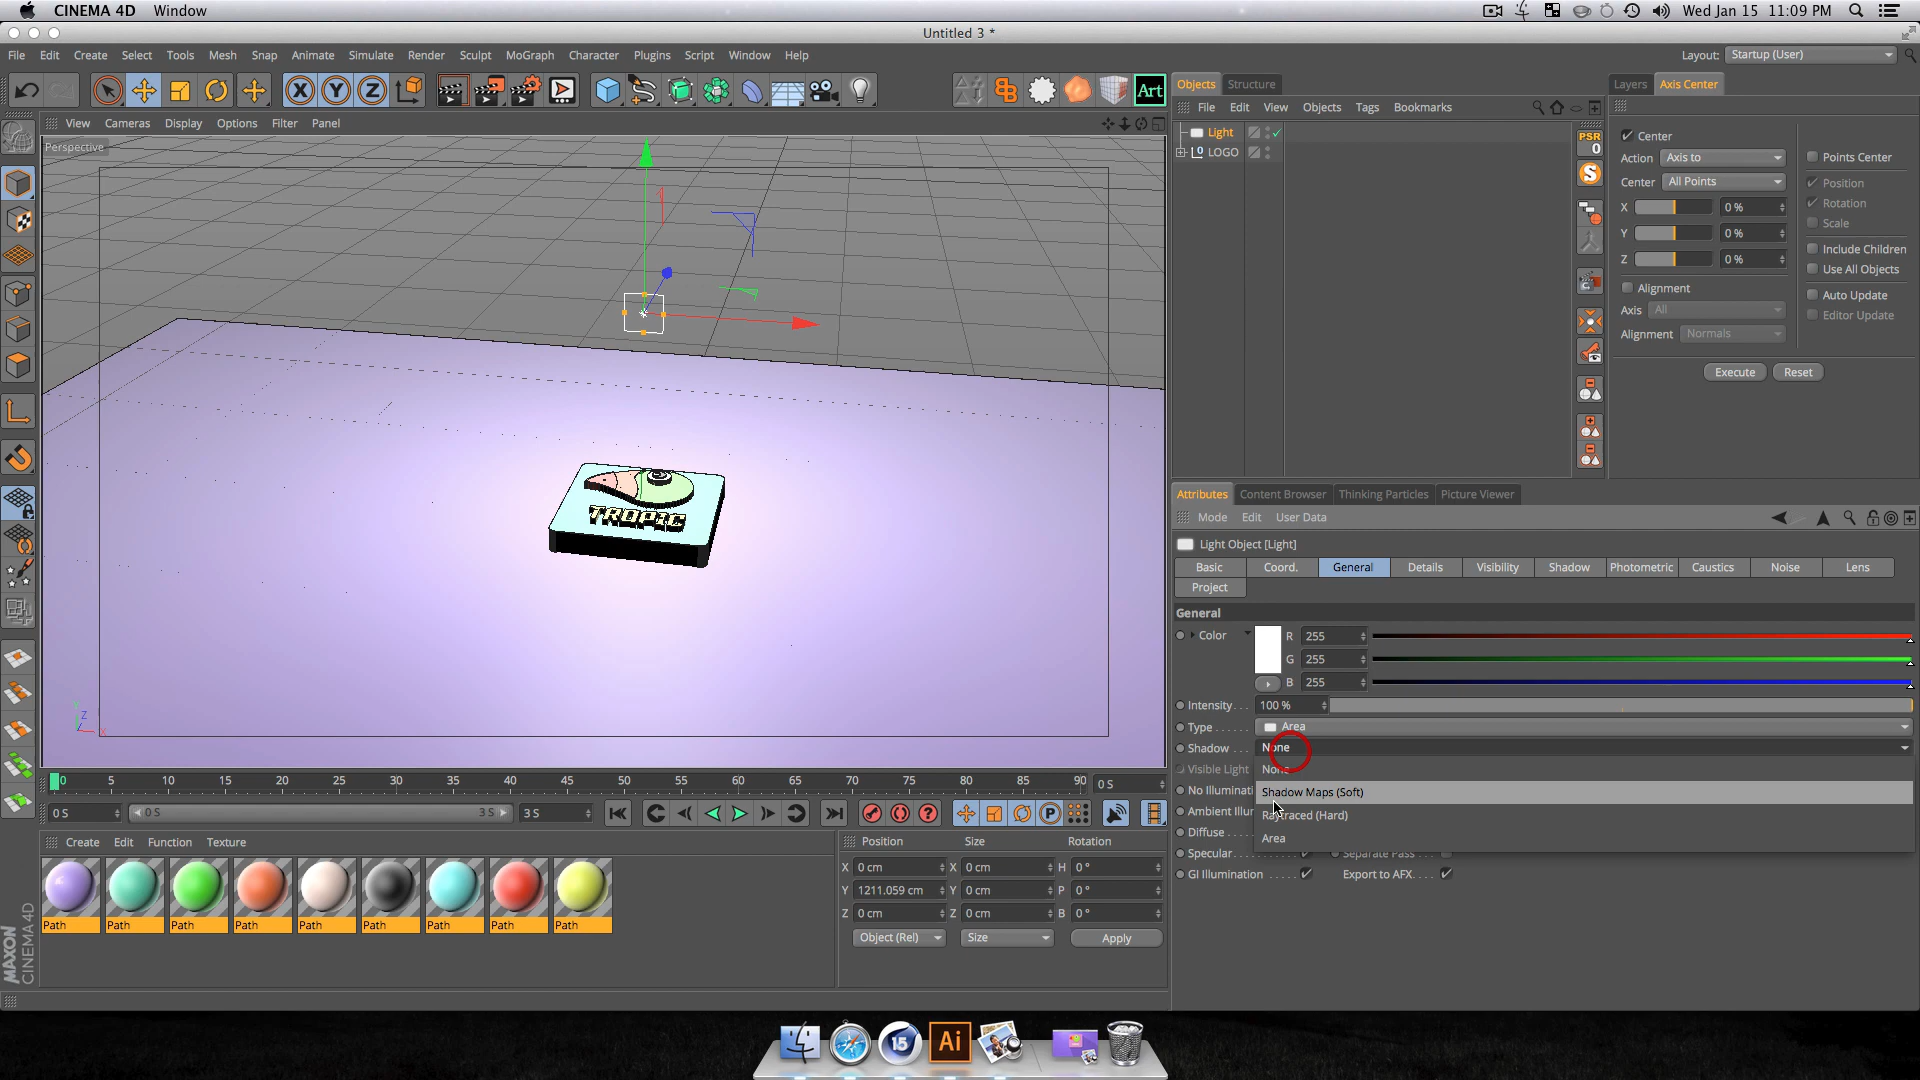 CINEMA 4D Window
Wed Jan 15 11:09 PM
Untitled 3 *
File Edit Create Select Tools Mesh Snap Animate Simulate Render Sculpt MoGraph Character Plugins Script Window Help
Layout: Startup (User)
X Y Z
Art
Objects Structure
Layers Axis Center
View Cameras Display Options Filter Panel
File Edit View Objects Tags Bookmarks
Perspective
Light
LOGO
PSR
0
S
Center
Action Axis to
Center All Points
X 0 %
Y 0 %
Z 0 %
Alignment
Axis All
Alignment Normals
Points Center
Position
Rotation
Scale
Include Children
Use All Objects
Auto Update
Editor Update
Execute Reset
TROPIC
Attributes Content Browser Thinking Particles Picture Viewer
Mode Edit User Data
Light Object [Light]
Basic Coord. General Details Visibility Shadow Photometric Caustics Noise Lens
Project
General
Color R 255
G 255
B 255
Intensity. . . 100 %
Type . . . . . . Area
Shadow . . . None
Visible Light None
No Illuminati Shadow Maps (Soft)
Ambient Illur Raytraced (Hard)
Diffuse . . . . Area
Specular. . . . Separate Pass . .
GI Illumination . . . . . Export to AFX. . . .
Y
Z
X
0 5 10 15 20 25 30 35 40 45 50 55 60 65 70 75 80 85 90 0 S
0 S 0 S 3 S 3 S
P
Create Edit Function Texture
Path Path Path Path Path Path Path Path Path
Position Size Rotation
X 0 cm X 0 cm H 0 °
Y 1211.059 cm Y 0 cm P 0 °
Z 0 cm Z 0 cm B 0 °
Object (Rel) Size Apply
MAXON
CINEMA 4D
15
Ai